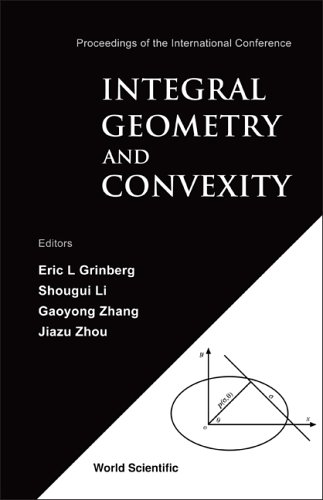 Proceedings of the International Conference
INTEGRAL
GEOMETRY
AND
CONVEXITY
Editors
Eric L Grinberg
Shougui Li
Gaoyong Zhang
Jiazu Zhou
y
p(σ,θ)
σ
θ
o
x
World Scientific